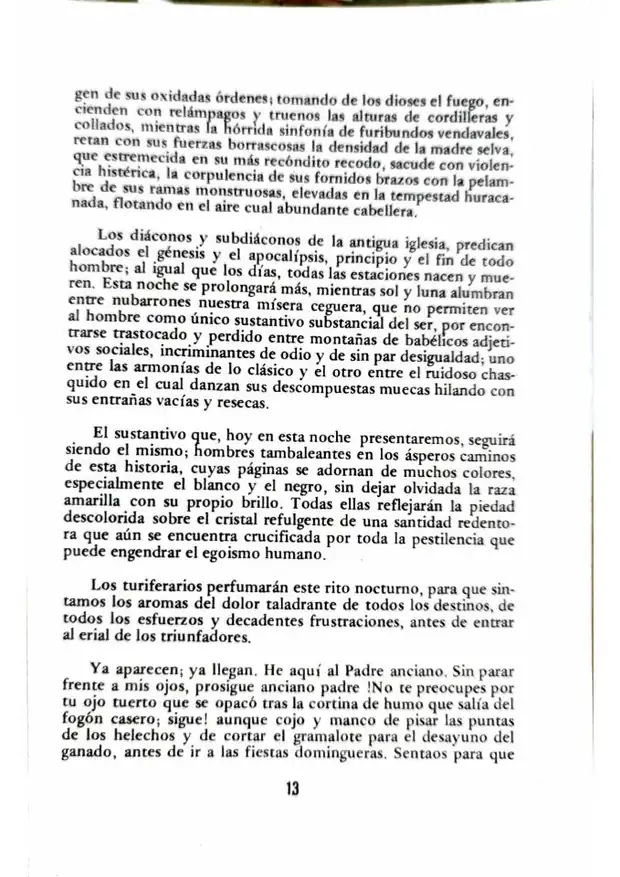 gen de sus oxidadas órdenes; tomando de los dioses el fuego, en-
cienden con relámpagos y truenos las alturas de cordilleras y
collados, mientras la hórrida sinfonía de furibundos vendavales,
retan con sus fuerzas borrascosas la densidad de la madre selva,
que estremecida en su más recóndito recodo, sacude con violen-
cia histérica, la corpulencia de sus fornidos brazos con la pelam-
bre de sus ramas monstruosas, elevadas en la tempestad huraca-
nada, flotando en el aire cual abundante cabellera.
Los diáconos y subdiáconos de la antigua iglesia, predican
alocados el génesis y el apocalípsis, principio y el fin de todo
hombre; al igual que los días, todas las estaciones nacen y mue-
ren. Esta noche se prolongará más, mientras sol y luna alumbran
entre nubarrones nuestra mísera ceguera, que no permiten ver
al hombre como único sustantivo substancial del ser, por encon-
trarse trastocado y perdido entre montañas de babélicos adjeti-
vos sociales, incriminantes de odio y de sin par desigualdad; uno
entre las armonías de lo clásico y el otro entre el ruidoso chas-
quido en el cual danzan sus descompuestas muecas hilando con
sus entrañas vacías y resecas.
El sustantivo que, hoy en esta noche presentaremos, seguirá
siendo el mismo; hombres tambaleantes en los ásperos caminos
de esta historia, cuyas páginas se adornan de muchos colores,
especialmente el blanco y el negro, sin dejar olvidada la raza
amarilla con su propio brillo. Todas ellas reflejarán la piedad
descolorida sobre el cristal refulgente de una santidad redento-
ra que aún se encuentra crucificada por toda la pestilencia que
puede engendrar el egoismo humano.
Los turiferarios perfumarán este rito nocturno, para que sin-
tamos los aromas del dolor taladrante de todos los destinos, de
todos los esfuerzos y decadentes frustraciones, antes de entrar
al erial de los triunfadores.
Ya aparecen; ya llegan. He aquí al Padre anciano. Sin parar
frente a mis ojos, prosigue anciano padre !No te preocupes por
tu ojo tuerto que se opacó tras la cortina de humo que salía del
fogón casero; sigue! aunque cojo y manco de pisar las puntas
de los helechos y de cortar el gramalote para el desayuno del
ganado, antes de ir a las fiestas domingueras. Sentaos para que
13